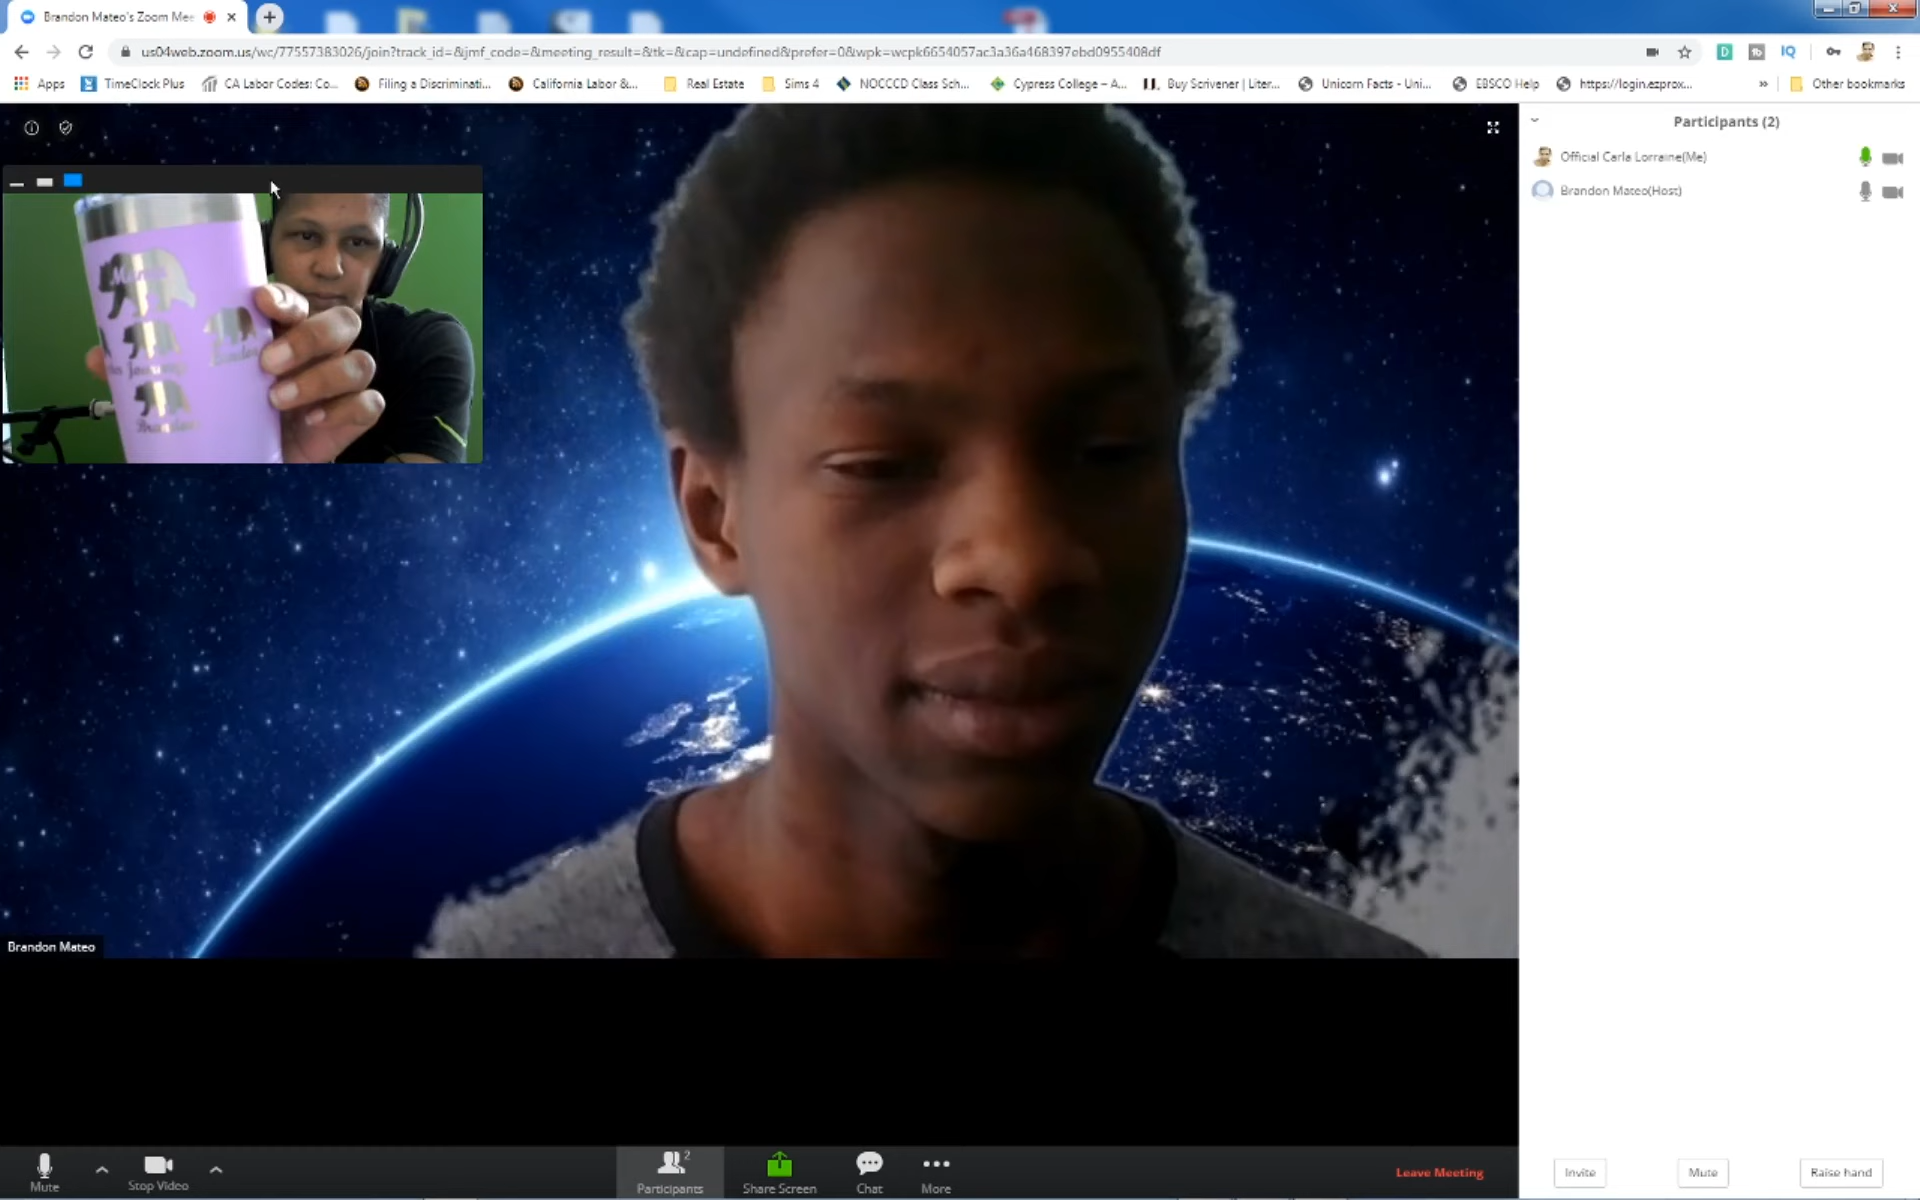 Brandon Mateo's Zoom Mee
us04web.zoom.us/wc/77557383026/join?track_id=&jmf_code=&meeting_result=&tk=&cap=undefined&prefer=0&wpk=wcpk6654057ac3a36a468397ebd0955408df
Apps TimeClock Plus CA Labor Codes: Co... Filing a Discriminati... California Labor &... Real Estate Sims 4 NOCCCD Class Sch... Cypress College – A... Buy Scrivener | Liter... Unicorn Facts - Uni... EBSCO Help https://login.ezprox... » Other bookmarks
Participants (2)
Official Carla Lorraine(Me)
Brandon Mateo(Host)
Mama
Brandon
Brandon Mateo
Mute Stop Video Participants 2 Share Screen Chat More Leave Meeting
Invite Mute Raise hand